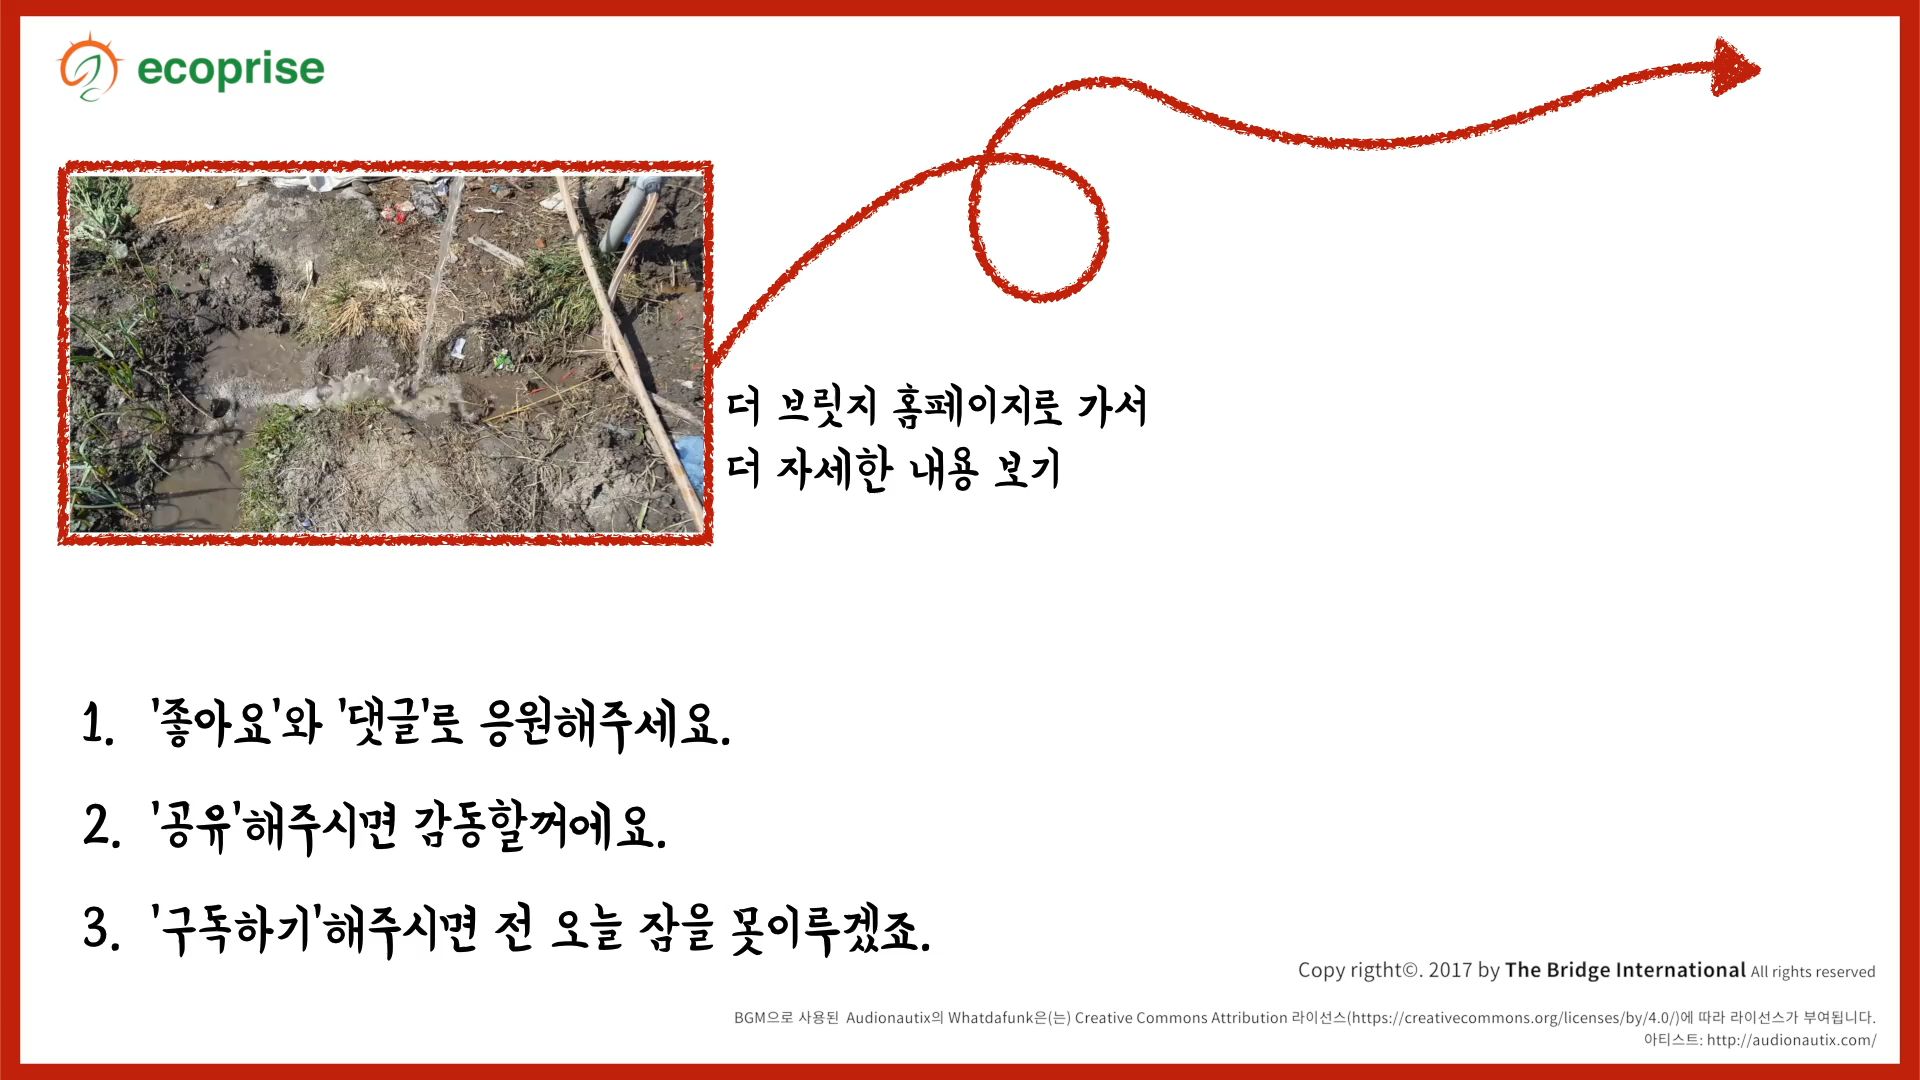 ecoprise
더 브릿지 홈페이지로 가서
더 자세한 내용 보기
1. '좋아요'와 '댓글'로 응원해주세요.
2. '공유'해주시면 감동할꺼에요.
3. '구독하기'해주시면 전 오늘 잠을 못이루겠죠.
Copy rigtht©. 2017 by The Bridge International All rights reserved
BGM으로 사용된 Audionautix의 Whatdafunk은(는) Creative Commons Attribution 라이선스(https://creativecommons.org/licenses/by/4.0/)에 따라 라이선스가 부여됩니다.
아티스트: http://audionautix.com/